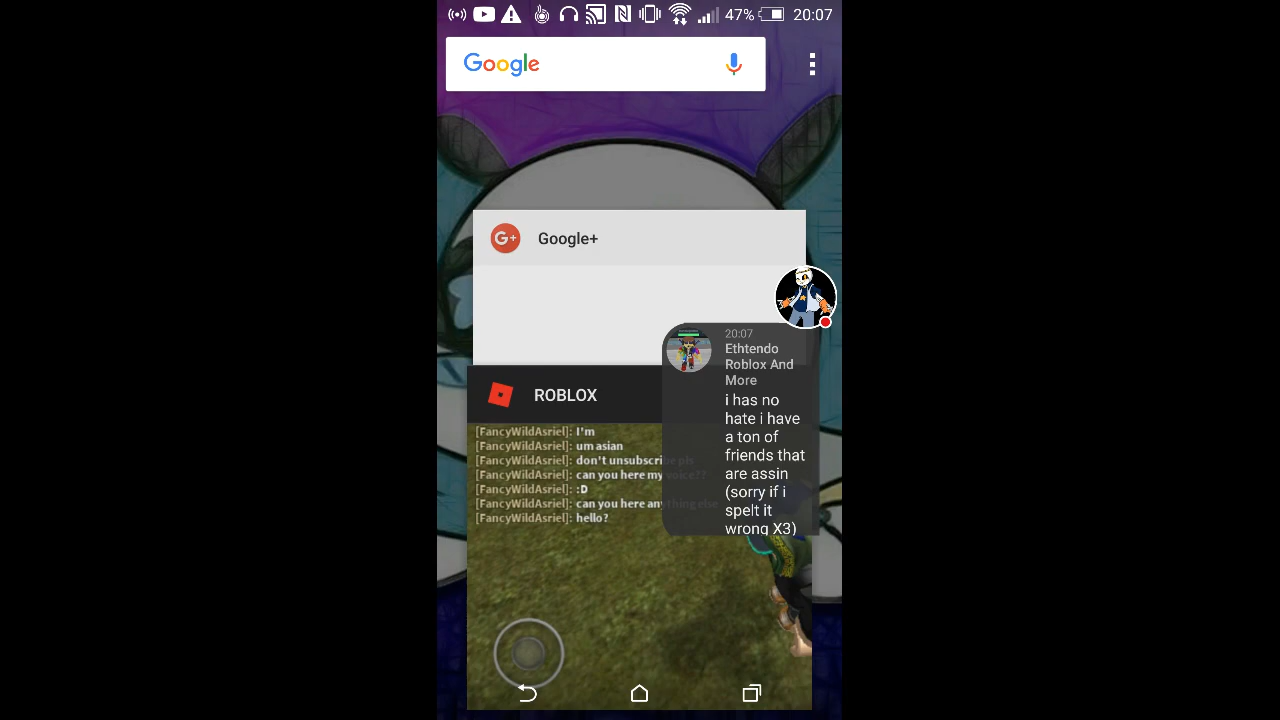 47% 20:07
Google
G+ Google+
20:07
Ethtendo
Roblox And
More
i has no
hate i have
a ton of
friends that
are assin
(sorry if i
spelt it
wrong X3)
ROBLOX
[FancyWildAsriel]: I'm
[FancyWildAsriel]: um asian
[FancyWildAsriel]: don't unsubscribe pls
[FancyWildAsriel]: can you here my voice??
[FancyWildAsriel]: :D
[FancyWildAsriel]: can you here anything else
[FancyWildAsriel]: hello?